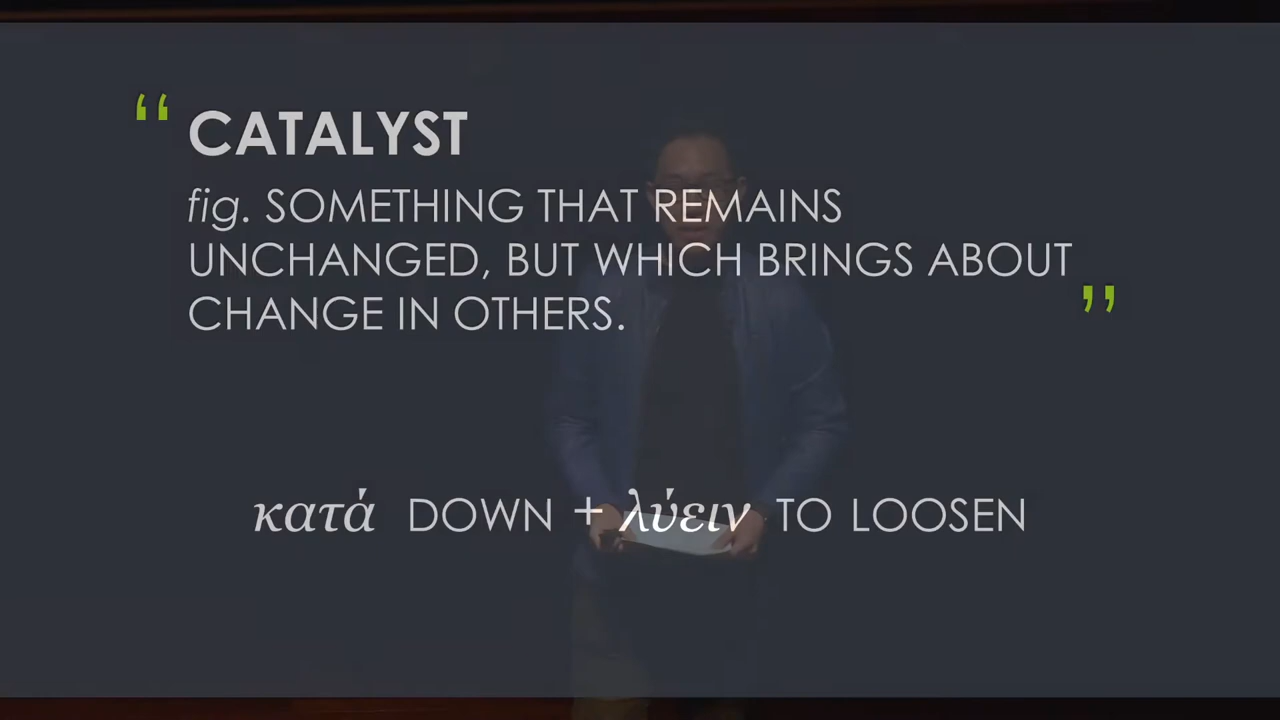 “ CATALYST
fig. SOMETHING THAT REMAINS
UNCHANGED, BUT WHICH BRINGS ABOUT
CHANGE IN OTHERS. ”
κατά DOWN + λύειν TO LOOSEN